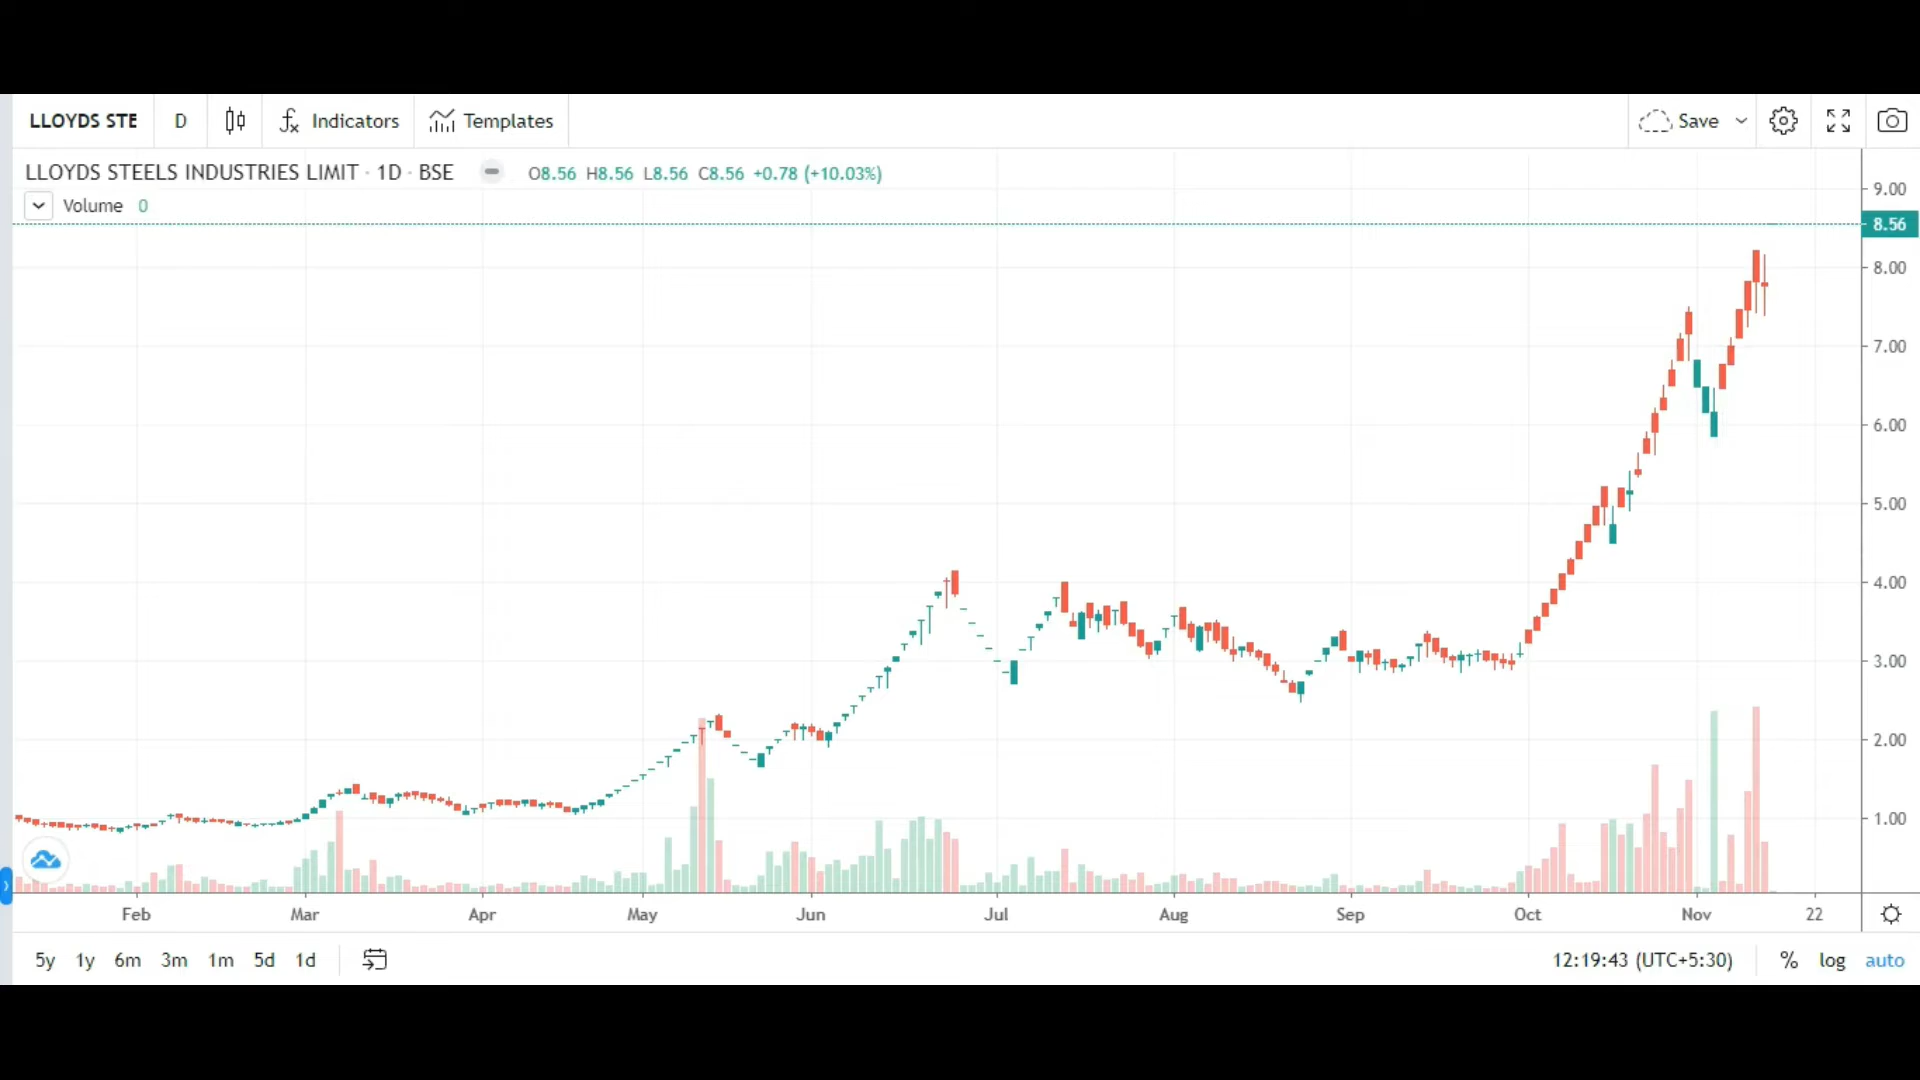 LLOYDS STE D Indicators Templates Save
LLOYDS STEELS INDUSTRIES LIMIT · 1D · BSE O8.56 H8.56 L8.56 C8.56 +0.78 (+10.03%)
Volume 0
9.00
8.56
8.00
7.00
6.00
5.00
4.00
3.00
2.00
1.00
Feb Mar Apr May Jun Jul Aug Sep Oct Nov 22
5y 1y 6m 3m 1m 5d 1d 12:19:43 (UTC+5:30) % log auto